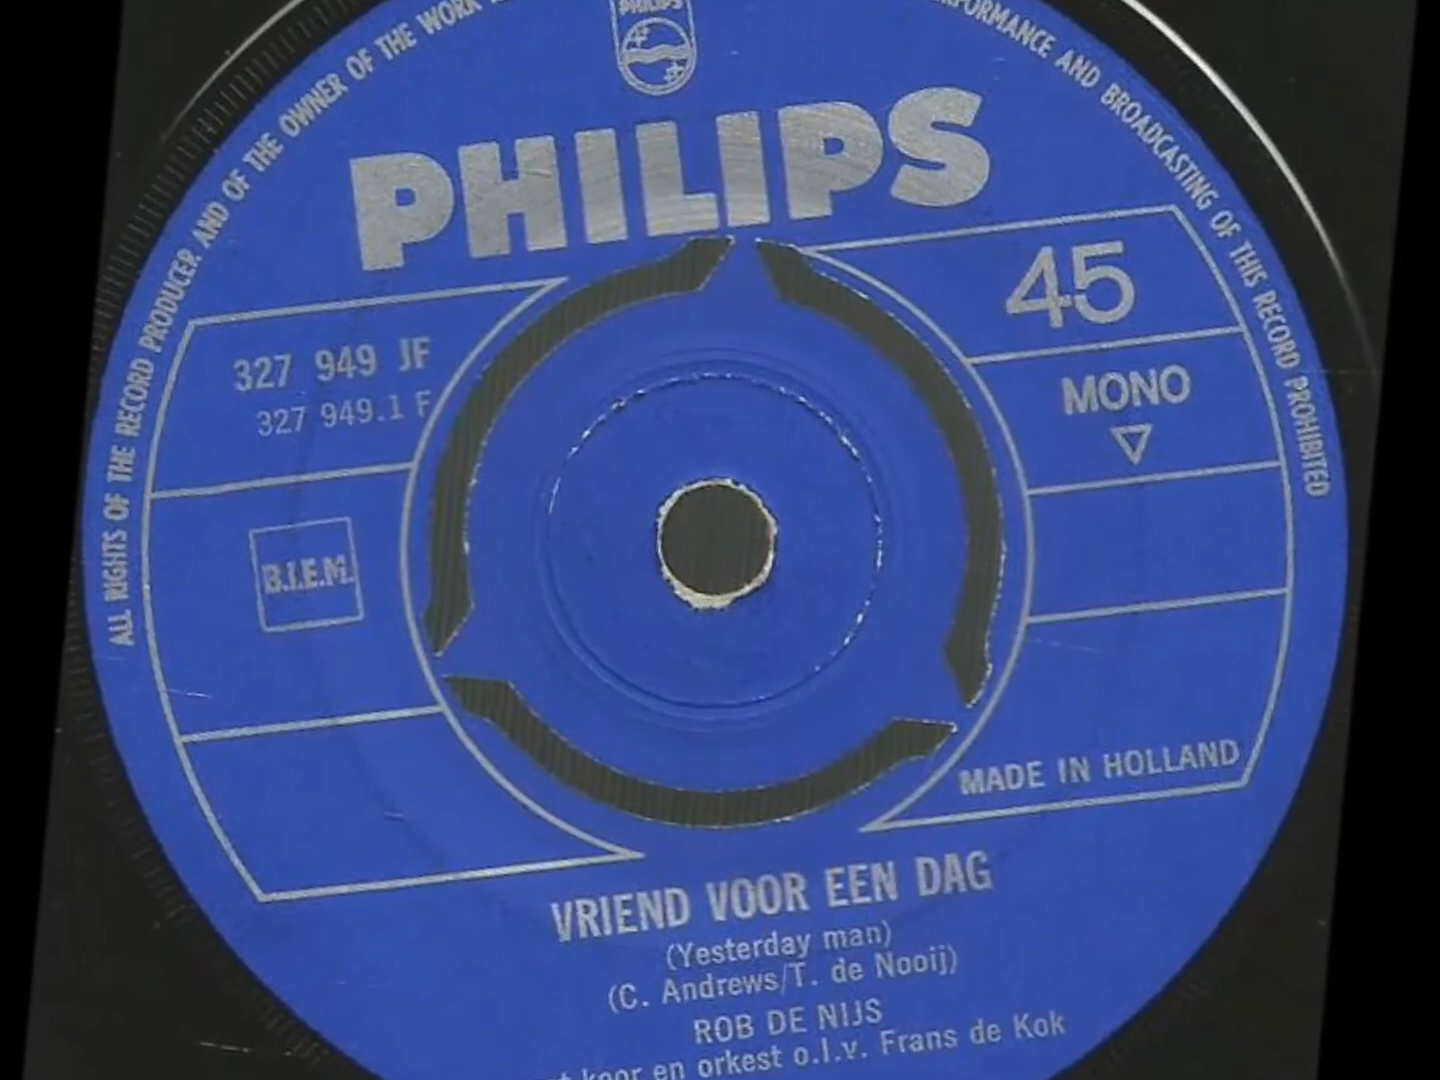 ALL RIGHTS OF THE RECORD PRODUCER AND OF THE OWNER OF THE WORK
PERFORMANCE AND BROADCASTING OF THIS RECORD PROHIBITED
PHILIPS
PHILIPS
45
327 949 JF
327 949.1 F
MONO
B.I.E.M.
MADE IN HOLLAND
VRIEND VOOR EEN DAG
(Yesterday man)
(C. Andrews/T. de Nooij)
ROB DE NIJS
koor en orkest o.l.v. Frans de Kok